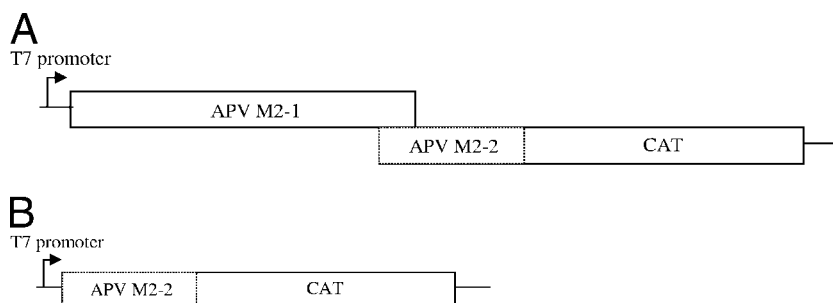 A
T7 promoter
APV M2-1
APV M2-2 CAT
B
T7 promoter
APV M2-2 CAT